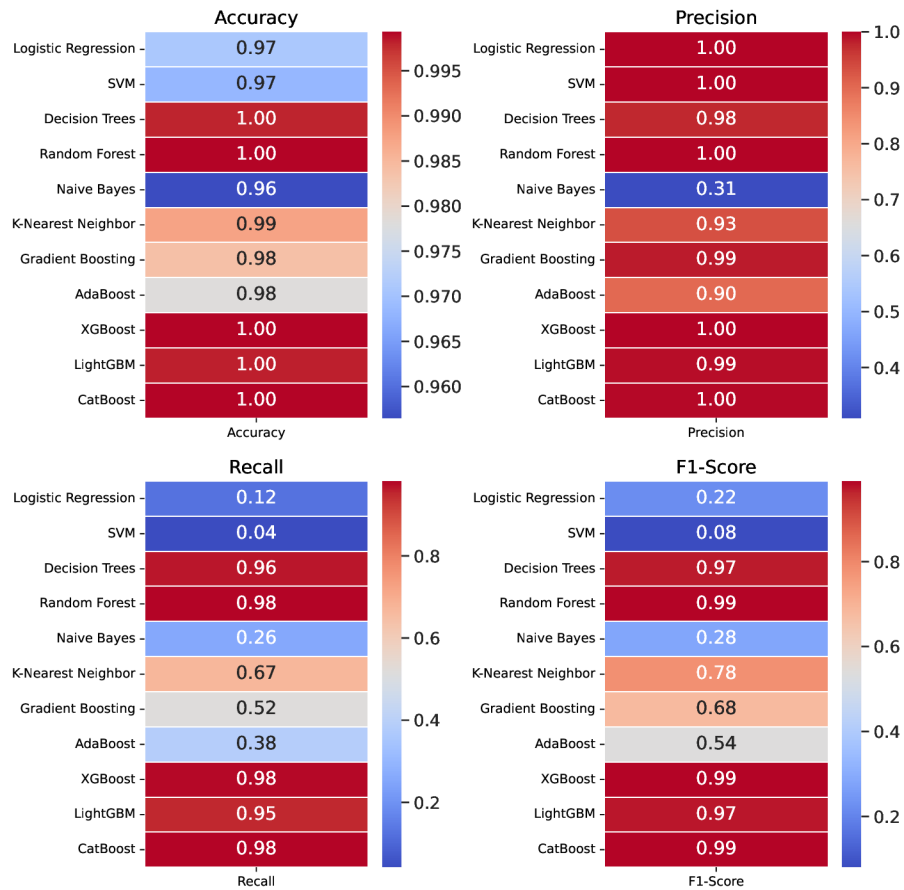 Accuracy
Logistic Regression 0.97
SVM 0.97
Decision Trees 1.00
Random Forest 1.00
Naive Bayes 0.96
K-Nearest Neighbor 0.99
Gradient Boosting 0.98
AdaBoost 0.98
XGBoost 1.00
LightGBM 1.00
CatBoost 1.00
Accuracy
0.995
0.990
0.985
0.980
0.975
0.970
0.965
0.960
Precision
Logistic Regression 1.00
SVM 1.00
Decision Trees 0.98
Random Forest 1.00
Naive Bayes 0.31
K-Nearest Neighbor 0.93
Gradient Boosting 0.99
AdaBoost 0.90
XGBoost 1.00
LightGBM 0.99
CatBoost 1.00
Precision
1.0
0.9
0.8
0.7
0.6
0.5
0.4
Recall
Logistic Regression 0.12
SVM 0.04
Decision Trees 0.96
Random Forest 0.98
Naive Bayes 0.26
K-Nearest Neighbor 0.67
Gradient Boosting 0.52
AdaBoost 0.38
XGBoost 0.98
LightGBM 0.95
CatBoost 0.98
Recall
0.8
0.6
0.4
0.2
F1-Score
Logistic Regression 0.22
SVM 0.08
Decision Trees 0.97
Random Forest 0.99
Naive Bayes 0.28
K-Nearest Neighbor 0.78
Gradient Boosting 0.68
AdaBoost 0.54
XGBoost 0.99
LightGBM 0.97
CatBoost 0.99
F1-Score
0.8
0.6
0.4
0.2